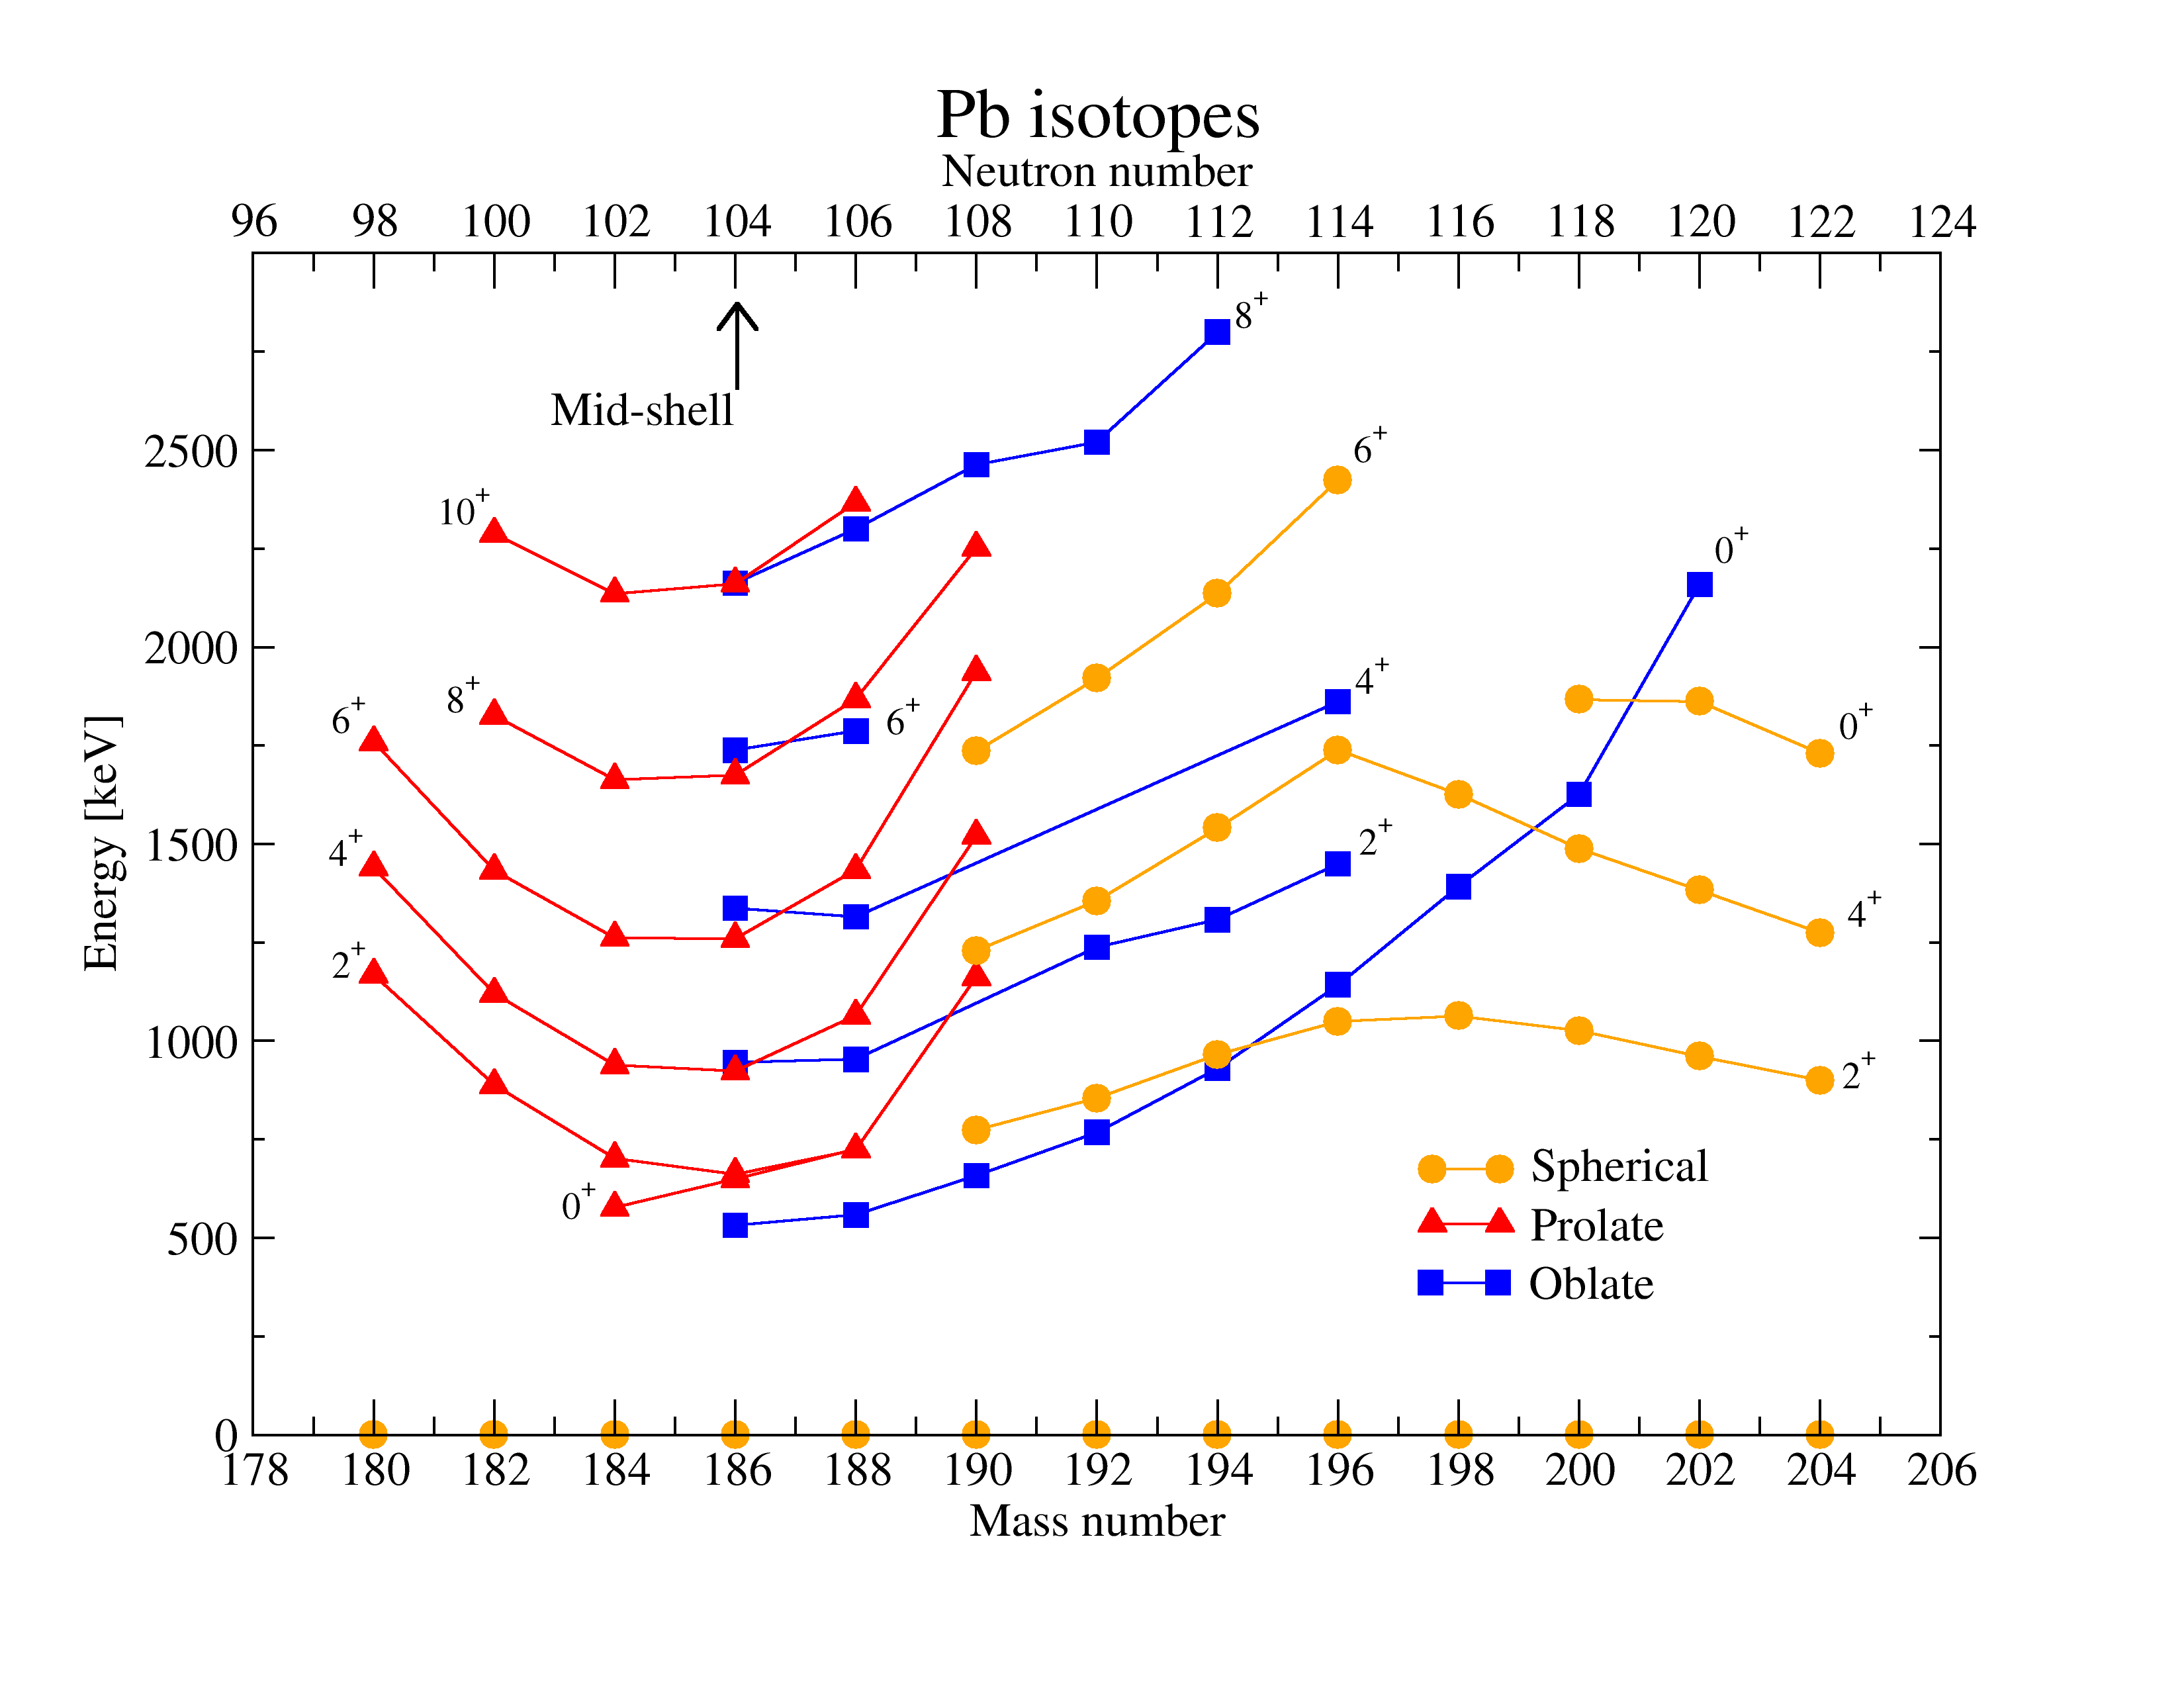 Pb isotopes
Neutron number
96 98 100 102 104 106 108 110 112 114 116 118 120 122 124
8+
Mid-shell
6+
2500
10+
0+
2000
4+
8+
6+
6+
0+
1500
4+
2+
4+
2+
1000
2+
Energy [keV]
Spherical
0+
Prolate
500
Oblate
0
178 180 182 184 186 188 190 192 194 196 198 200 202 204 206
Mass number